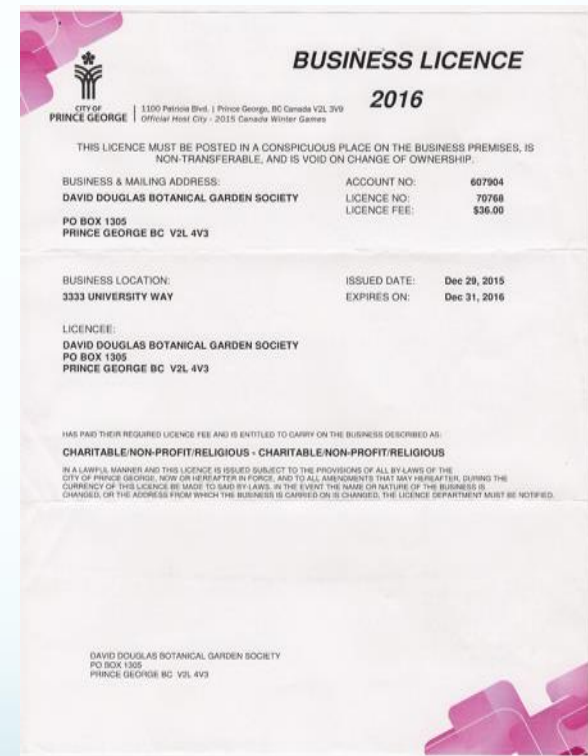 BUSINESS LICENCE
2016
CITY OF
PRINCE GEORGE
1100 Patricia Blvd. | Prince George, BC Canada V2L 3V9
Official Host City - 2015 Canada Winter Games
THIS LICENCE MUST BE POSTED IN A CONSPICUOUS PLACE ON THE BUSINESS PREMISES, IS
NON-TRANSFERABLE, AND IS VOID ON CHANGE OF OWNERSHIP.
BUSINESS & MAILING ADDRESS:
DAVID DOUGLAS BOTANICAL GARDEN SOCIETY
PO BOX 1305
PRINCE GEORGE BC V2L 4V3
ACCOUNT NO: 607904
LICENCE NO: 70768
LICENCE FEE: $36.00
BUSINESS LOCATION:
3333 UNIVERSITY WAY
ISSUED DATE: Dec 29, 2015
EXPIRES ON: Dec 31, 2016
LICENCEE:
DAVID DOUGLAS BOTANICAL GARDEN SOCIETY
PO BOX 1305
PRINCE GEORGE BC V2L 4V3
HAS PAID THEIR REQUIRED LICENCE FEE AND IS ENTITLED TO CARRY ON THE BUSINESS DESCRIBED AS:
CHARITABLE/NON-PROFIT/RELIGIOUS - CHARITABLE/NON-PROFIT/RELIGIOUS
IN A LAWFUL MANNER AND THIS LICENCE IS ISSUED SUBJECT TO THE PROVISIONS OF ALL BY-LAWS OF THE
CITY OF PRINCE GEORGE, NOW OR HEREAFTER IN FORCE, AND TO ALL AMENDMENTS THAT MAY HEREAFTER, DURING THE
CURRENCY OF THIS LICENCE BE MADE TO SAID BY-LAWS. IN THE EVENT THE NAME OR NATURE OF THE BUSINESS IS
CHANGED, OR THE ADDRESS FROM WHICH THE BUSINESS IS CARRIED ON IS CHANGED, THE LICENCE DEPARTMENT MUST BE NOTIFIED.
DAVID DOUGLAS BOTANICAL GARDEN SOCIETY
PO BOX 1305
PRINCE GEORGE BC V2L 4V3